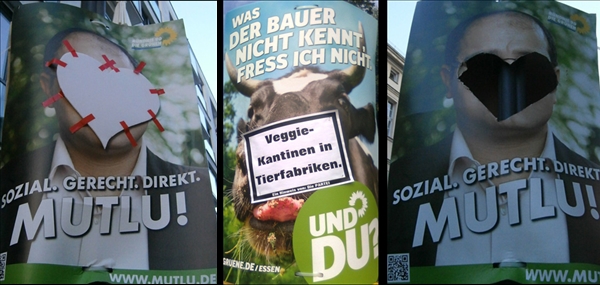 SOZIAL. GERECHT. DIREKT.
MUTLU!
WWW.MUTLU.DE
WAS
DER BAUER
NICHT KENNT,
FRESS ICH NICHT.
Veggie-
Kantinen in
Tierfabriken.
UND
DU?
GRUENE.DE/ESSEN
SOZIAL. GERECHT. DIREKT.
MUTLU!
WWW.MUTLU.DE